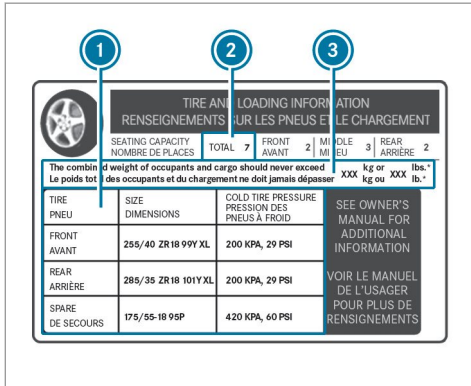 1 2 3
TIRE AND LOADING INFORMATION
RENSEIGNEMENTS SUR LES PNEUS ET LE CHARGEMENT
SEATING CAPACITY TOTAL 7 FRONT 2 MIDDLE 3 REAR 2
NOMBRE DE PLACES AVANT MILIEU ARRIÈRE
The combined weight of occupants and cargo should never exceed XXX kg or XXX lbs.*
Le poids total des occupants et du chargement ne doit jamais dépasser kg ou lb.*
TIRE SIZE COLD TIRE PRESSURE
PNEU DIMENSIONS PRESSION DES
PNEUS À FROID
FRONT
AVANT 255/40 ZR18 99Y XL 200 KPA, 29 PSI
REAR
ARRIÈRE 285/35 ZR18 101Y XL 200 KPA, 29 PSI
SPARE
DE SECOURS 175/55-18 95P 420 KPA, 60 PSI
SEE OWNER'S
MANUAL FOR
ADDITIONAL
INFORMATION
VOIR LE MANUEL
DE L'USAGER
POUR PLUS DE
RENSIGNEMENTS